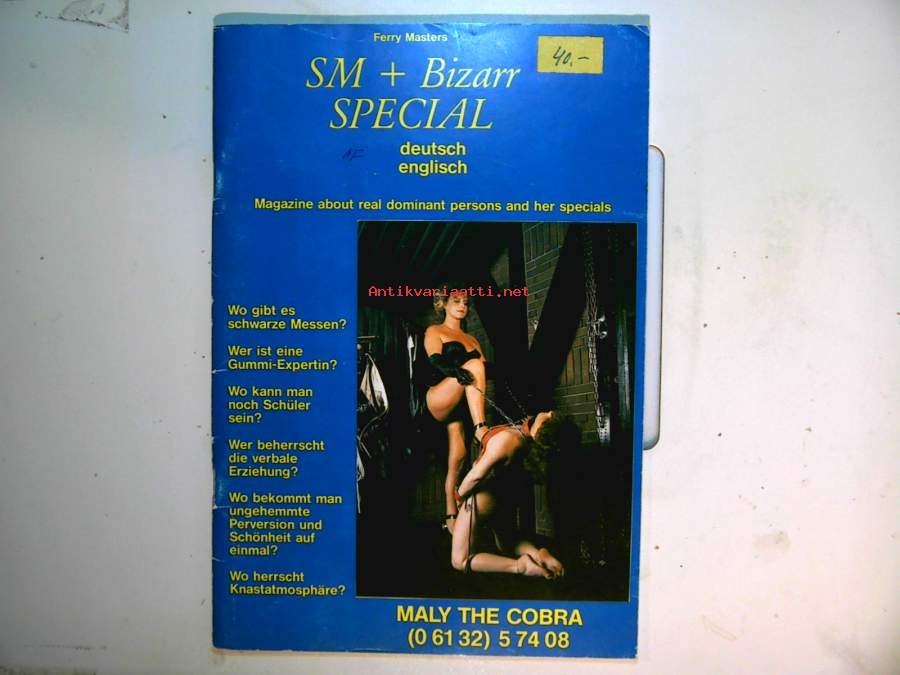 Ferry Masters
40,-
SM + Bizarr
SPECIAL
deutsch
englisch
Magazine about real dominant persons and her specials
Antikvariaatti.net
Wo gibt es
schwarze Messen?
Wer ist eine
Gummi-Expertin?
Wo kann man
noch Schüler
sein?
Wer beherrscht
die verbale
Erziehung?
Wo bekommt man
ungehemmte
Perversion und
Schönheit auf
einmal?
Wo herrscht
Knastatmosphäre?
MALY THE COBRA
(0 61 32) 5 74 08